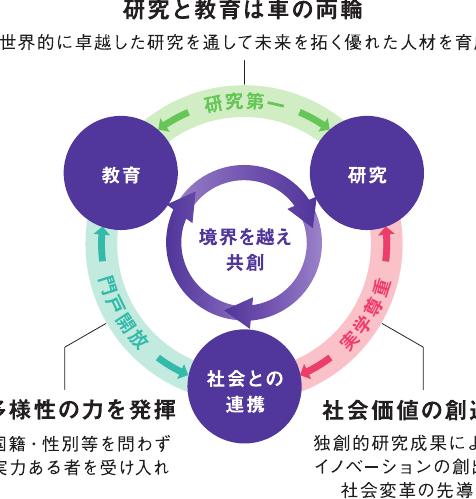 研究と教育は車の両輪
世界的に卓越した研究を通して未来を拓く優れた人材を育
研究第一
教育
研究
境界を越え
共創
門戸開放
実学尊重
社会との
連携
多様性の力を発揮
国籍・性別等を問わず
実力ある者を受け入れ
社会価値の創造
独創的研究成果によ
イノベーションの創出
社会変革の先導